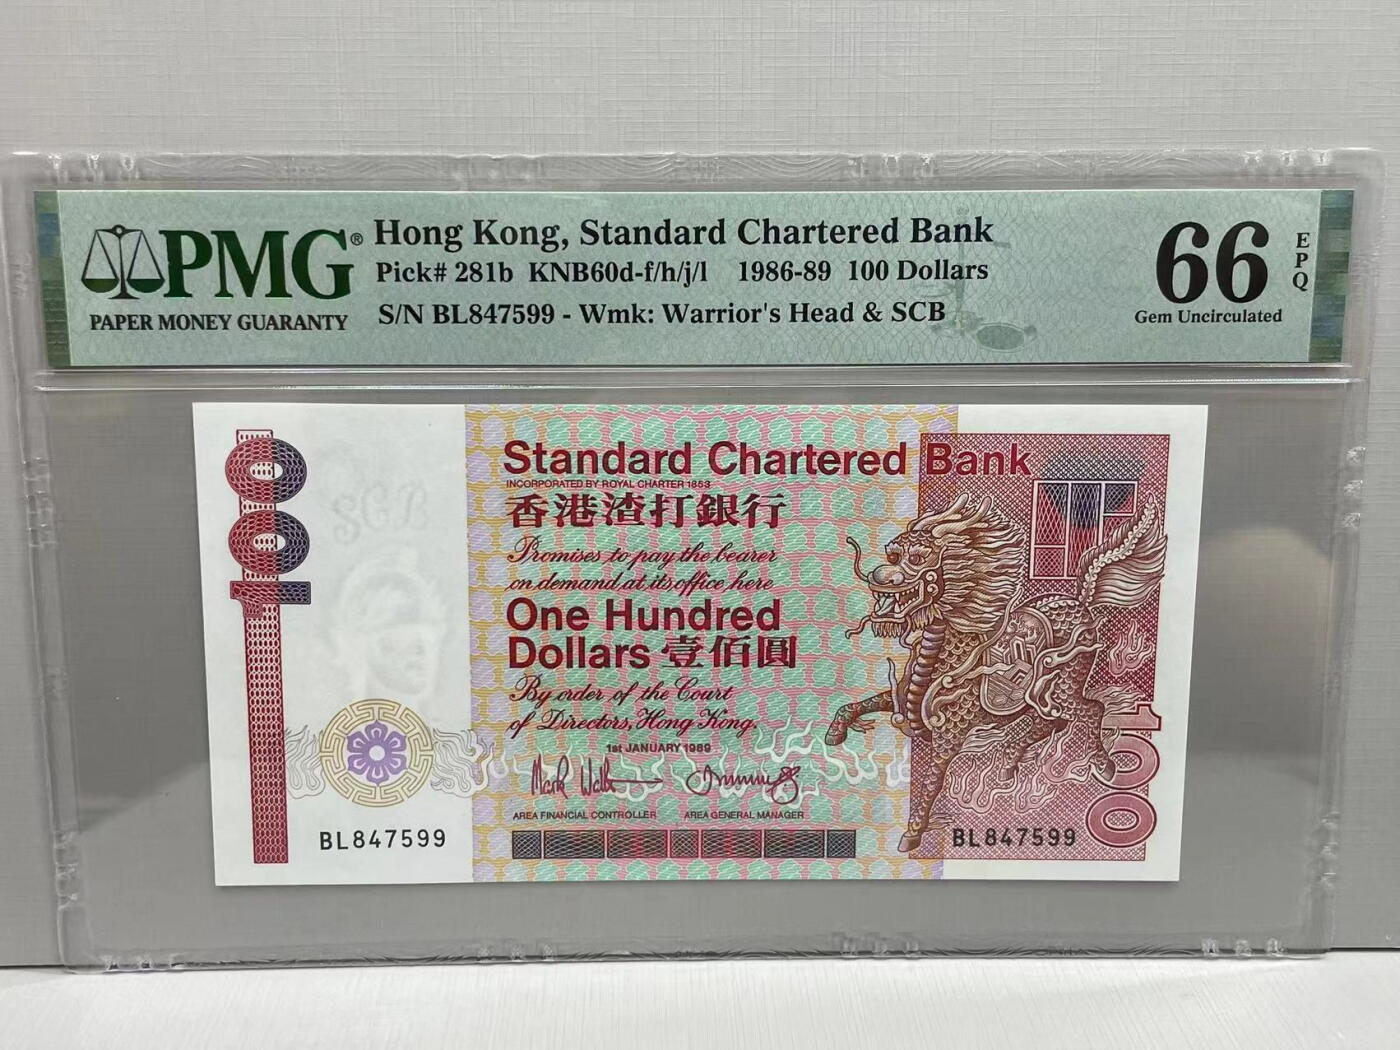 PMG®
PAPER MONEY GUARANTY
Hong Kong, Standard Chartered Bank
Pick# 281b KNB60d-f/h/j/l 1986-89 100 Dollars
S/N BL847599 - Wmk: Warrior's Head & SCB
66
EPQ
Gem Uncirculated
100
Standard Chartered Bank
INCORPORATED BY ROYAL CHARTER 1853
香港渣打銀行
Promises to pay the bearer
on demand at its office here
One Hundred
Dollars 壹佰圓
By order of the Court
of Directors, Hong Kong.
1st JANUARY 1989
AREA FINANCIAL CONTROLLER AREA GENERAL MANAGER
SCB
BL847599
BL847599
100